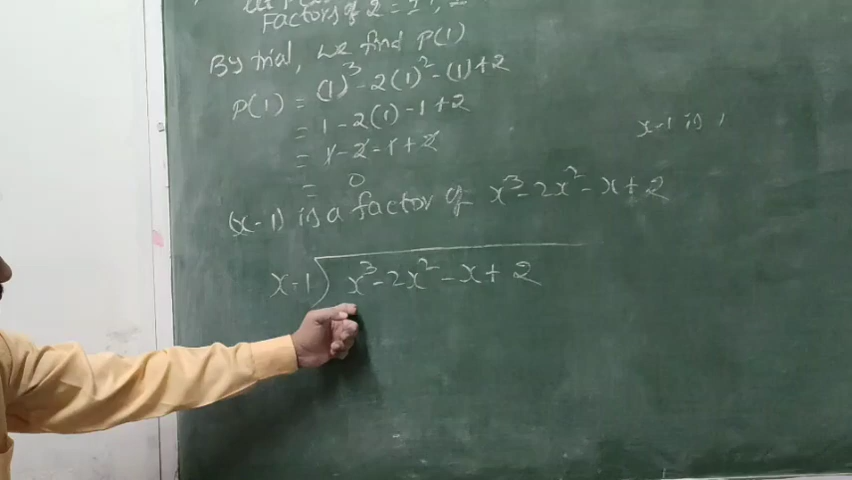 Factors of 2 = ±1, 2
By trial, we find P(1)
P(1) = (1)³ - 2(1)² - (1) + 2
= 1 - 2(1) - 1 + 2
= 1 - 2 - 1 + 2
= 0
x-1 is
(x-1) is a factor of x³ - 2x² - x + 2
x-1 ) x³ - 2x² - x + 2